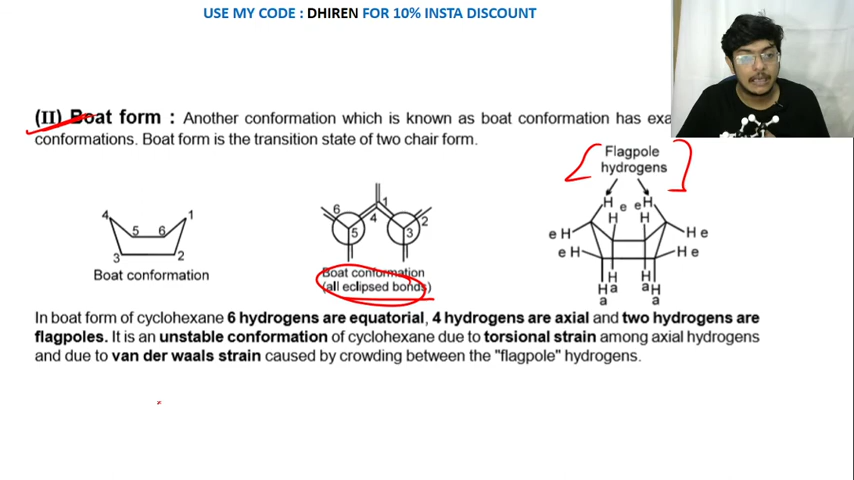 USE MY CODE : DHIREN FOR 10% INSTA DISCOUNT
(II) Boat form : Another conformation which is known as boat conformation has exa
conformations. Boat form is the transition state of two chair form.
Flagpole
hydrogens
4 1
5 6
3 2
Boat conformation
6 1
4 2
5 3
Boat conformation
(all eclipsed bonds)
H e eH
H H
e H H e
e H H e
H H
Ha aH
a a
In boat form of cyclohexane 6 hydrogens are equatorial, 4 hydrogens are axial and two hydrogens are
flagpoles. It is an unstable conformation of cyclohexane due to torsional strain among axial hydrogens
and due to van der waals strain caused by crowding between the "flagpole" hydrogens.